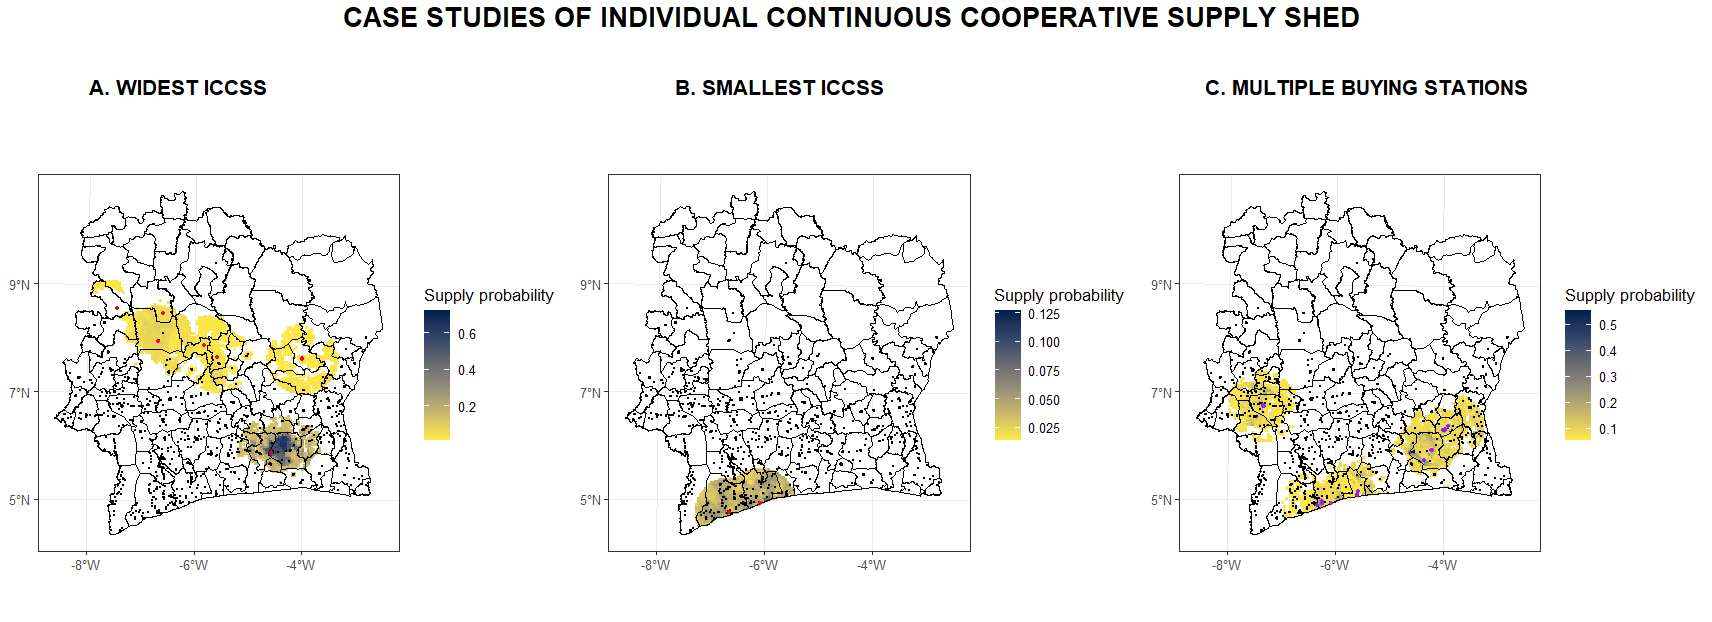 CASE STUDIES OF INDIVIDUAL CONTINUOUS COOPERATIVE SUPPLY SHED
A. WIDEST ICCSS
9°N
7°N
5°N
-8°W
-6°W
-4°W
Supply probability
0.6
0.4
0.2
B. SMALLEST ICCSS
9°N
7°N
5°N
-8°W
-6°W
-4°W
Supply probability
0.125
0.100
0.075
0.050
0.025
C. MULTIPLE BUYING STATIONS
9°N
7°N
5°N
-8°W
-6°W
-4°W
Supply probability
0.5
0.4
0.3
0.2
0.1